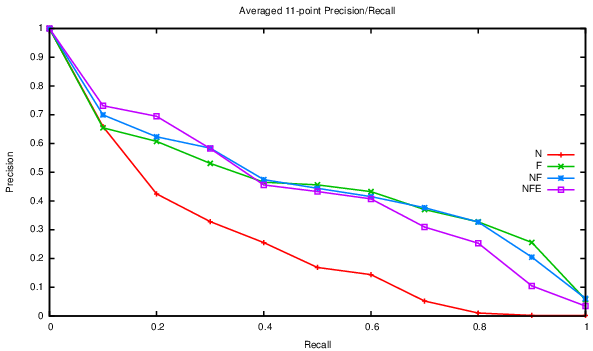 Averaged 11-point Precision/Recall
1
0.9
0.8
0.7
0.6
0.5
0.4
0.3
0.2
0.1
0
Precision
N
F
NF
NFE
0 0.2 0.4 0.6 0.8 1
Recall